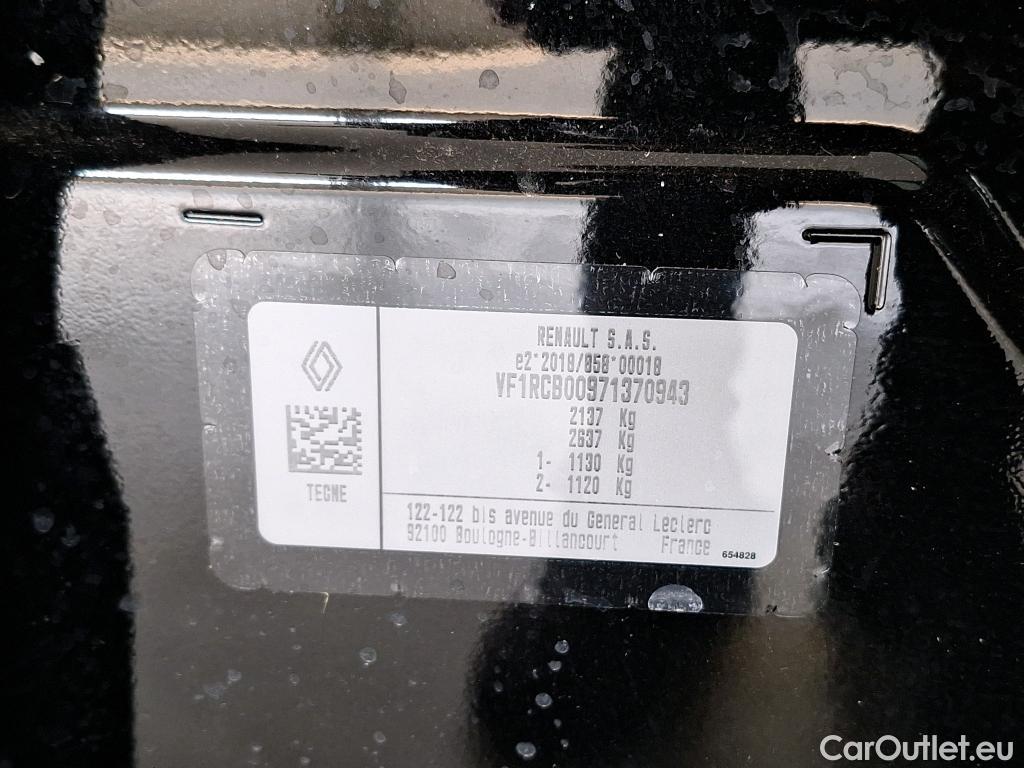 RENAULT S.A.S.
e2*2018/858*00018
VF1RCB00971370943
2137 Kg
2637 Kg
1- 1130 Kg
2- 1120 Kg
TECNE
122-122 bis avenue du General Leclerc
92100 Boulogne-Billancourt France
654828
CarOutlet.eu